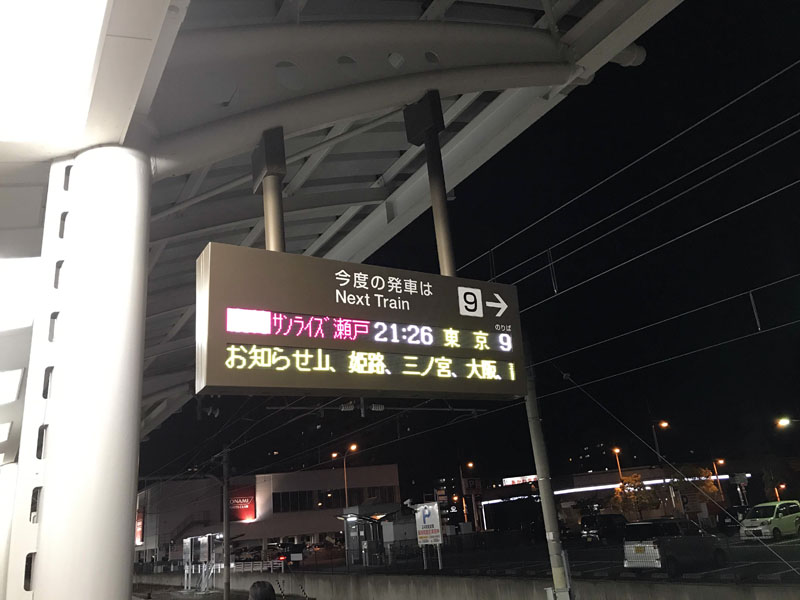 今度の発車は
Next Train
9 →
のりば
サンライズ 瀬戸 21:26 東京 9
お知らせ山、姫路、三ノ宮、大阪、